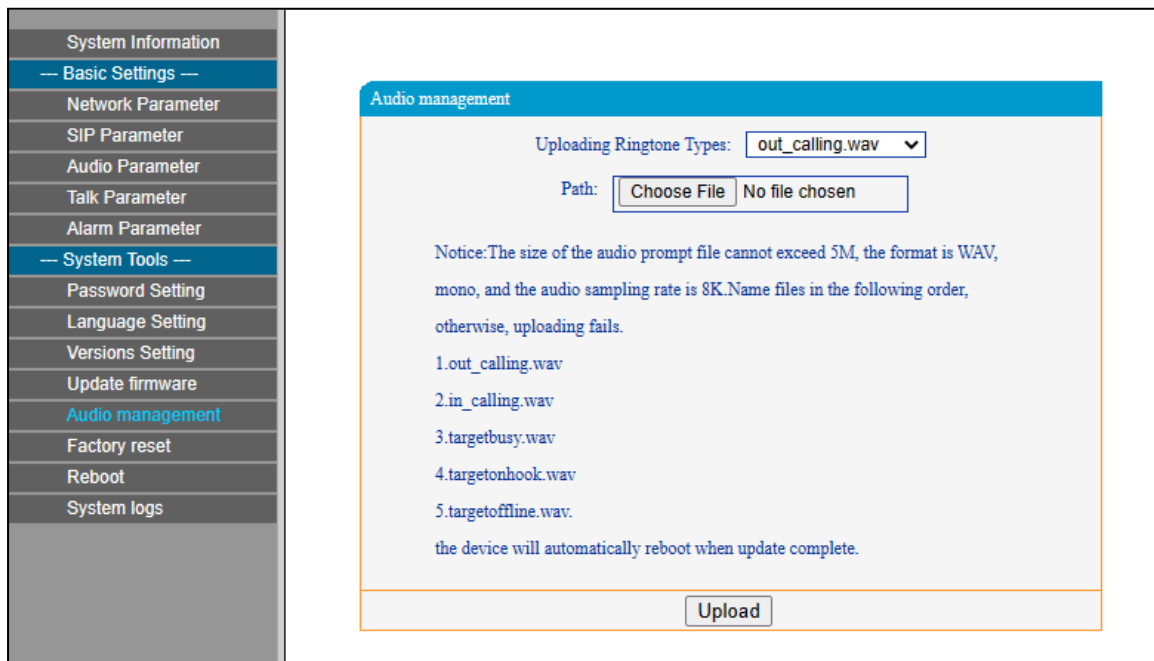 System Information
--- Basic Settings ---
Network Parameter
SIP Parameter
Audio Parameter
Talk Parameter
Alarm Parameter
--- System Tools ---
Password Setting
Language Setting
Versions Setting
Update firmware
Audio management
Factory reset
Reboot
System logs
Audio management
Uploading Ringtone Types: out_calling.wav
Path: Choose File No file chosen
Notice:The size of the audio prompt file cannot exceed 5M, the format is WAV,
mono, and the audio sampling rate is 8K.Name files in the following order,
otherwise, uploading fails.
1.out_calling.wav
2.in_calling.wav
3.targetbusy.wav
4.targetonhook.wav
5.targetoffline.wav.
the device will automatically reboot when update complete.
Upload